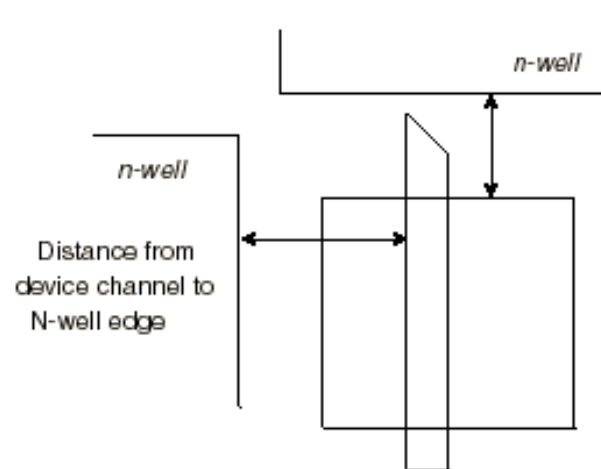 n-well
n-well
Distance from
device channel to
N-well edge